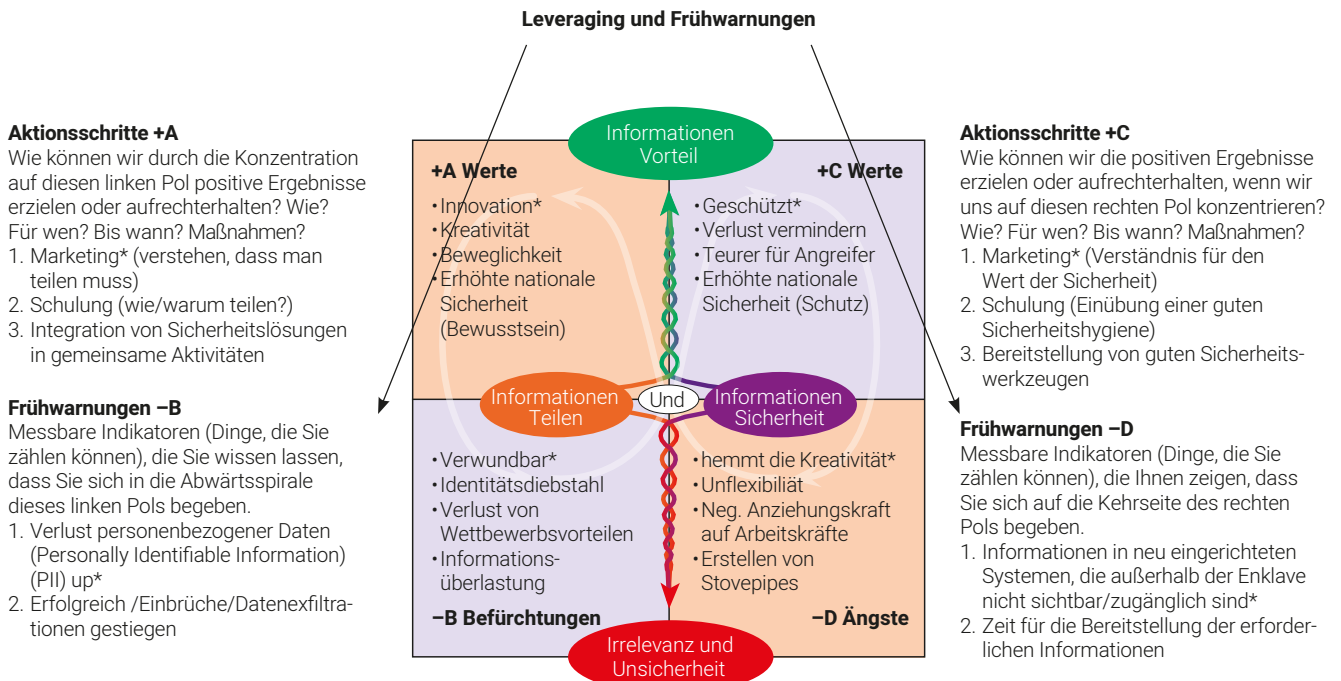 Leveraging und Frühwarnungen
Aktionsschritte +A
Wie können wir durch die Konzentration
auf diesen linken Pol positive Ergebnisse
erzielen oder aufrechterhalten? Wie?
Für wen? Bis wann? Maßnahmen?
1. Marketing* (verstehen, dass man
teilen muss)
2. Schulung (wie/warum teilen?)
3. Integration von Sicherheitslösungen
in gemeinsame Aktivitäten
Frühwarnungen –B
Messbare Indikatoren (Dinge, die Sie
zählen können), die Sie wissen lassen,
dass Sie sich in die Abwärtsspirale
dieses linken Pols begeben.
1. Verlust personenbezogener Daten
(Personally Identifiable Information)
(PII) up*
2. Erfolgreich /Einbrüche/Datenexfiltra-
tionen gestiegen
Informationen
Vorteil
+A Werte
• Innovation*
• Kreativität
• Beweglichkeit
• Erhöhte nationale
Sicherheit
(Bewusstsein)
+C Werte
• Geschützt*
• Verlust vermindern
• Teurer für Angreifer
• Erhöhte nationale
Sicherheit (Schutz)
Informationen
Teilen
Und
Informationen
Sicherheit
• Verwundbar*
• Identitätsdiebstahl
• Verlust von
Wettbewerbsvorteilen
• Informations-
überlastung
–B Befürchtungen
• hemmt die Kreativität*
• Unflexibiliät
• Neg. Anziehungskraft
auf Arbeitskräfte
• Erstellen von
Stovepipes
–D Ängste
Irrelevanz und
Unsicherheit
Aktionsschritte +C
Wie können wir die positiven Ergebnisse
erzielen oder aufrechterhalten, wenn wir
uns auf diesen rechten Pol konzentrieren?
Wie? Für wen? Bis wann? Maßnahmen?
1. Marketing* (Verständnis für den
Wert der Sicherheit)
2. Schulung (Einübung einer guten
Sicherheitshygiene)
3. Bereitstellung von guten Sicherheits-
werkzeugen
Frühwarnungen –D
Messbare Indikatoren (Dinge, die Sie
zählen können), die Ihnen zeigen, dass
Sie sich auf die Kehrseite des rechten
Pols begeben.
1. Informationen in neu eingerichteten
Systemen, die außerhalb der Enklave
nicht sichtbar/zugänglich sind*
2. Zeit für die Bereitstellung der erforder-
lichen Informationen